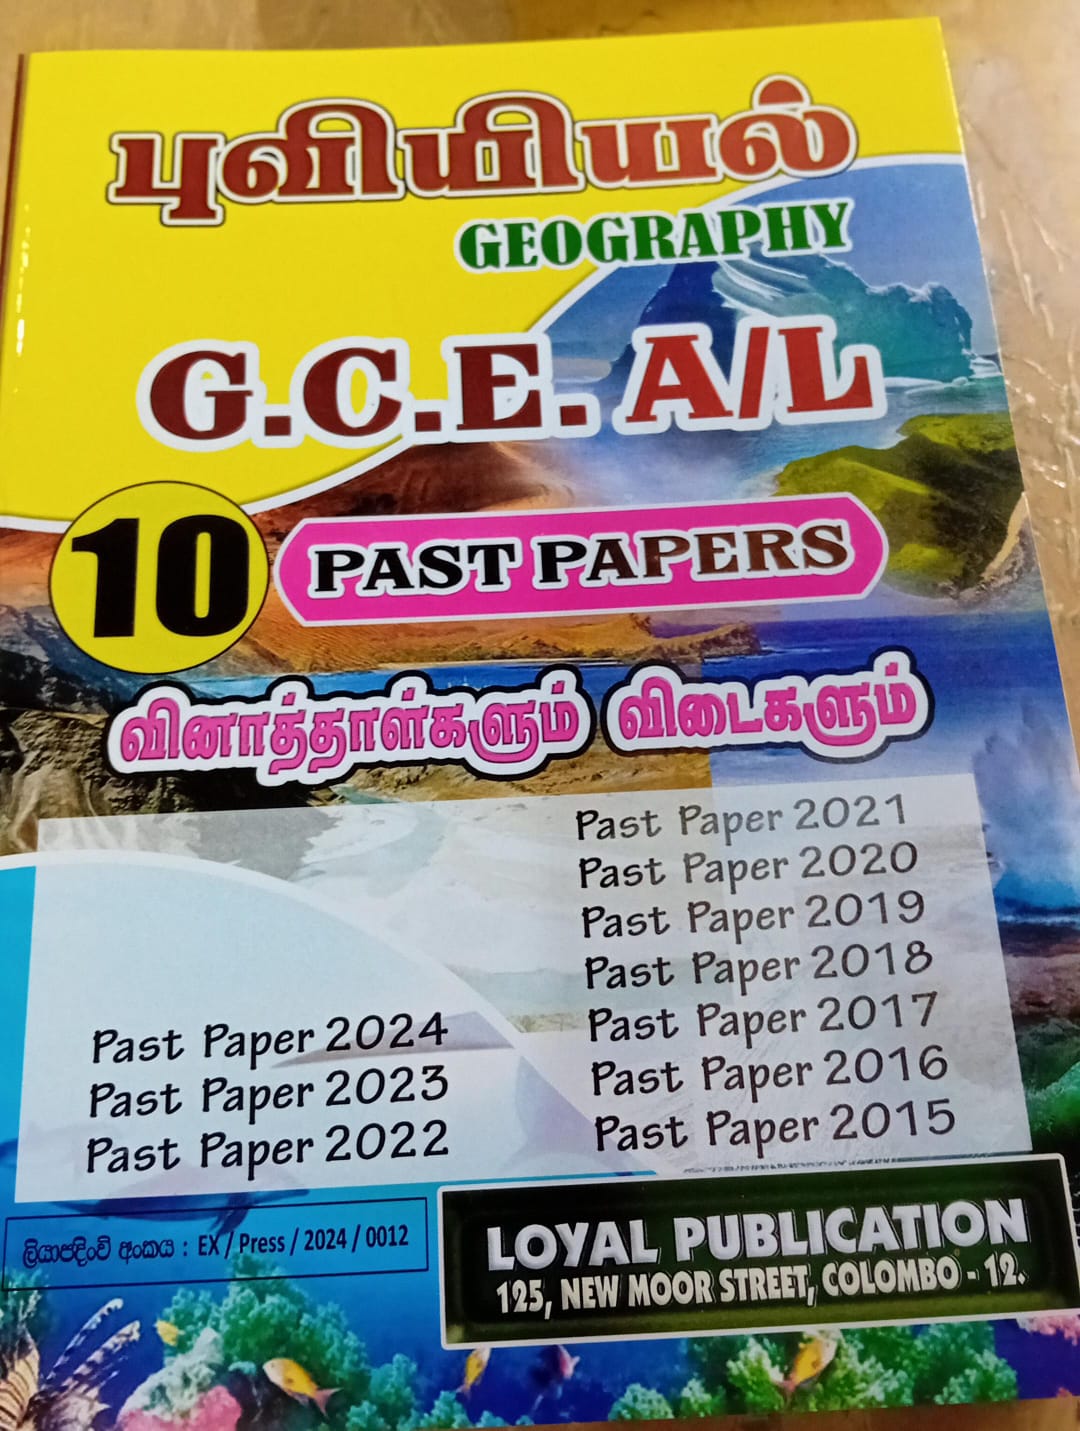 புவியியல்
GEOGRAPHY
G.C.E. A/L
10 PAST PAPERS
வினாத்தாள்களும் விடைகளும்
Past Paper 2024
Past Paper 2023
Past Paper 2022
Past Paper 2021
Past Paper 2020
Past Paper 2019
Past Paper 2018
Past Paper 2017
Past Paper 2016
Past Paper 2015
ලියාපදිංචි අංකය : EX / Press / 2024 / 0012
LOYAL PUBLICATION
125, NEW MOOR STREET, COLOMBO - 12.